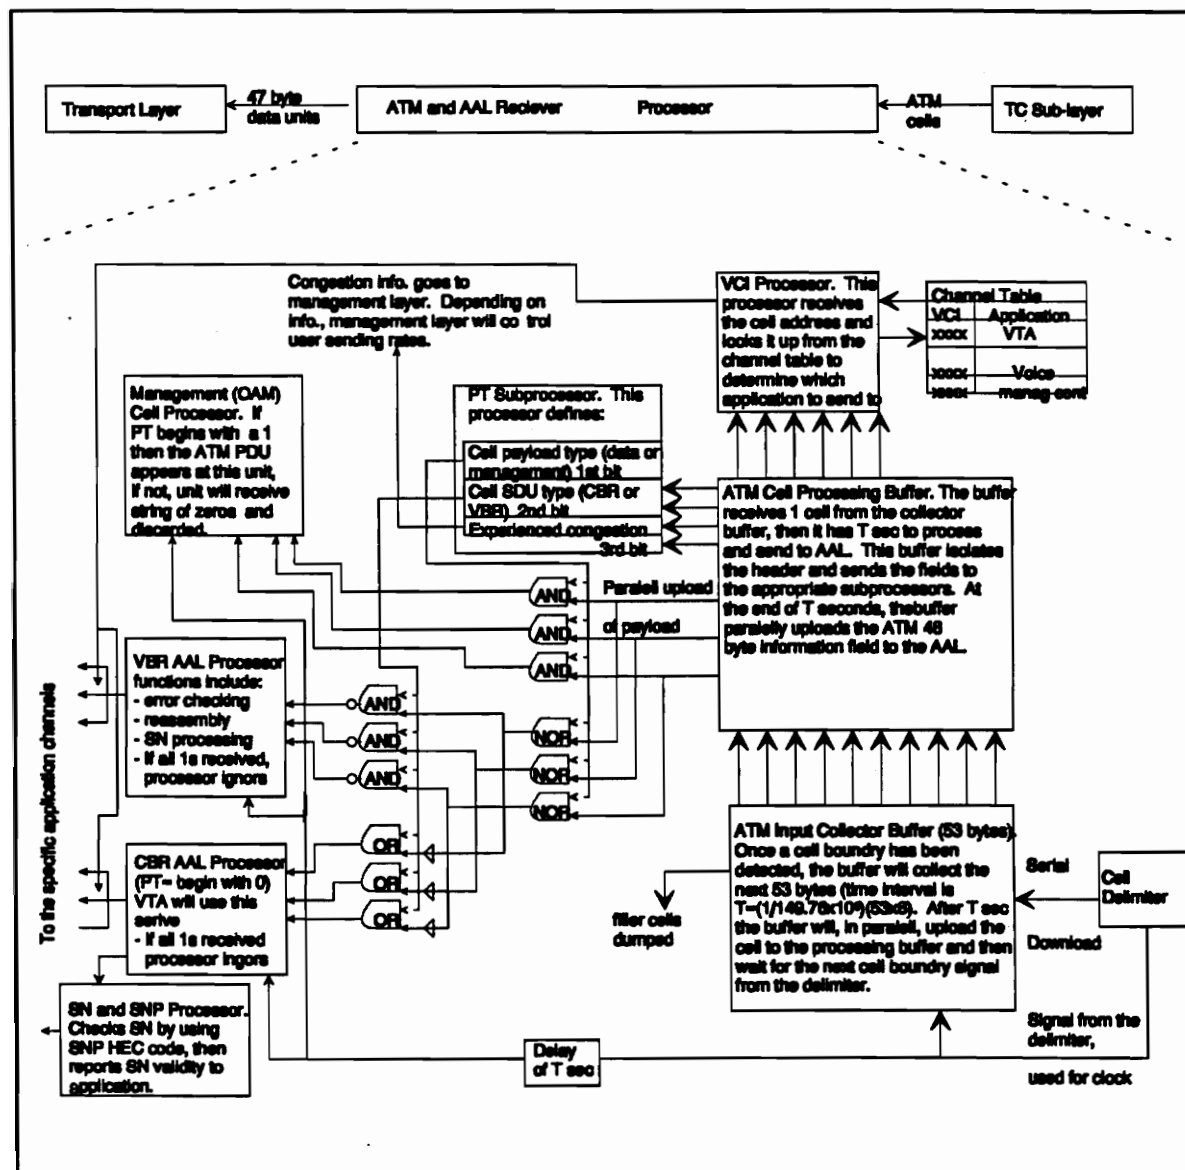 Transport Layer
47 byte
data units
ATM and AAL Reciever Processor
ATM
cells
TC Sub-layer
Congestion info. goes to
management layer. Depending on
info., management layer will co trol
user sending rates.
VCI Processor. This
processor receives
the cell address and
looks it up from the
channel table to
determine which
application to send to
Channel Table
VCI Application
xxxx VTA
xxxx Voice
xxxx manag cont
Management (OAM)
Cell Processor. If
PT begins with a 1
then the ATM PDU
appears at this unit,
if not, unit will receive
string of zeros and
discarded.
PT Subprocessor. This
processor defines:
Cell payload type (data or
management) 1st bit
Cell SDU type (CBR or
VBR) 2nd bit
Experienced congestion
3rd bit
ATM Cell Processing Buffer. The buffer
receives 1 cell from the collector
buffer, then it has T sec to process
and send to AAL. This buffer isolates
the header and sends the fields to
the appropriate subprocessors. At
the end of T seconds, thebuffer
paralelly uploads the ATM 48
byte information field to the AAL.
Paralell upload
of payload
AND
AND
AND
VBR AAL Processor
functions include:
- error checking
- reassembly
- SN processing
- If all 1s received,
processor ignors
AND
AND
AND
NOR
NOR
NOR
To the specific application channels
CBR AAL Processor
(PT= begin with 0)
VTA will use this
serive
- If all 1s received
processor ingors
OR
OR
OR
filler cells
dumped
ATM Input Collector Buffer (53 bytes).
Once a cell boundry has been
detected, the buffer will collect the
next 53 bytes (time interval is
T=(1/149.76x10⁶)(53x8). After T sec
the buffer will, in paralell, upload the
cell to the processing buffer and then
wait for the next cell boundry signal
from the delimiter.
Serial
Download
Cell
Delimiter
SN and SNP Processor.
Checks SN by using
SNP HEC code, then
reports SN validity to
application.
Delay
of T sec
Signal from the
delimiter,
used for clock